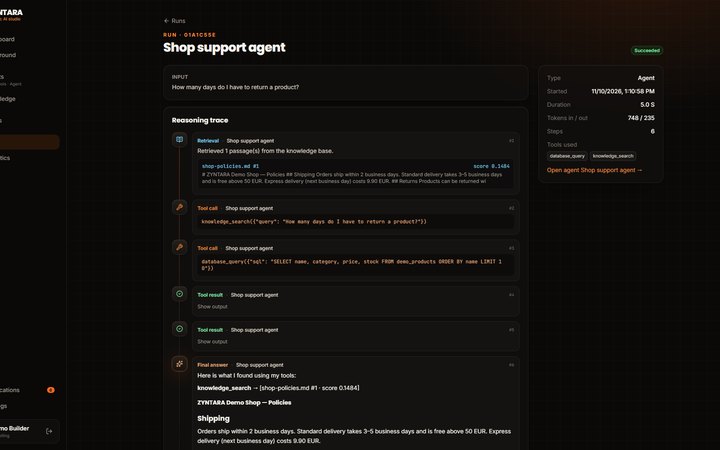 YNTARA
AI studio
board
round
ts
ools · Agent
ledge
s
tics
cations
6
gs
mo Builder
← Runs
RUN · 01A1C55E
Shop support agent
Succeeded
INPUT
How many days do I have to return a product?
Type
Agent
Started
11/10/2026, 1:10:58 PM
Duration
5.0 S
Tokens in / out
748 / 235
Steps
6
Tools used
database_query
knowledge_search
Open agent Shop support agent →
Reasoning trace
Retrieval · Shop support agent
#1
Retrieved 1 passage(s) from the knowledge base.
shop-policies.md #1
score 0.1484
# ZYNTARA Demo Shop — Policies ## Shipping Orders ship within 2 business days. Standard delivery takes 3–5 business days
and is free above 50 EUR. Express delivery (next business day) costs 9.90 EUR. ## Returns Products can be returned wi
Tool call · Shop support agent
#2
knowledge_search({"query": "How many days do I have to return a product?"})
Tool call · Shop support agent
#3
database_query({"sql": "SELECT name, category, price, stock FROM demo_products ORDER BY name LIMIT 1
0"})
Tool result · Shop support agent
#4
Show output
Tool result · Shop support agent
#5
Show output
Final answer · Shop support agent
#6
Here is what I found using my tools:
knowledge_search → [shop-policies.md #1 · score 0.1484]
ZYNTARA Demo Shop — Policies
Shipping
Orders ship within 2 business days. Standard delivery takes 3–5 business days and is free above 50 EUR. Express
delivery (next business day) costs 9.90 EUR.